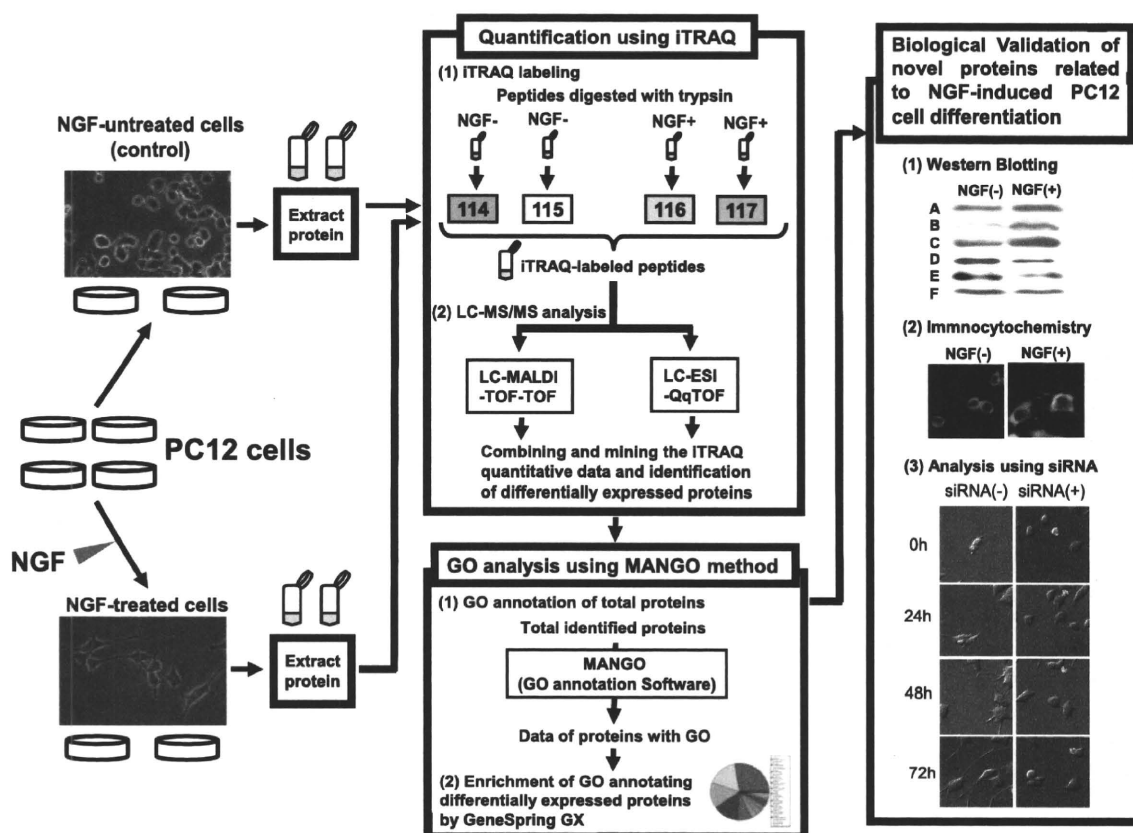 NGF-untreated cells
(control)
Extract
protein
PC12 cells
NGF
NGF-treated cells
Extract
protein
Quantification using iTRAQ
(1) iTRAQ labeling
Peptides digested with trypsin
NGF- NGF- NGF+ NGF+
114 115 116 117
iTRAQ-labeled peptides
(2) LC-MS/MS analysis
LC-MALDI
-TOF-TOF
LC-ESI
-QqTOF
Combining and mining the iTRAQ
quantitative data and identification
of differentially expressed proteins
GO analysis using MANGO method
(1) GO annotation of total proteins
Total identified proteins
MANGO
(GO annotation Software)
Data of proteins with GO
(2) Enrichment of GO annotating
differentially expressed proteins
by GeneSpring GX
Biological Validation of
novel proteins related
to NGF-induced PC12
cell differentiation
(1) Western Blotting
NGF(-) NGF(+)
A
B
C
D
E
F
(2) Immnocytochemistry
NGF(-) NGF(+)
(3) Analysis using siRNA
siRNA(-) siRNA(+)
0h
24h
48h
72h